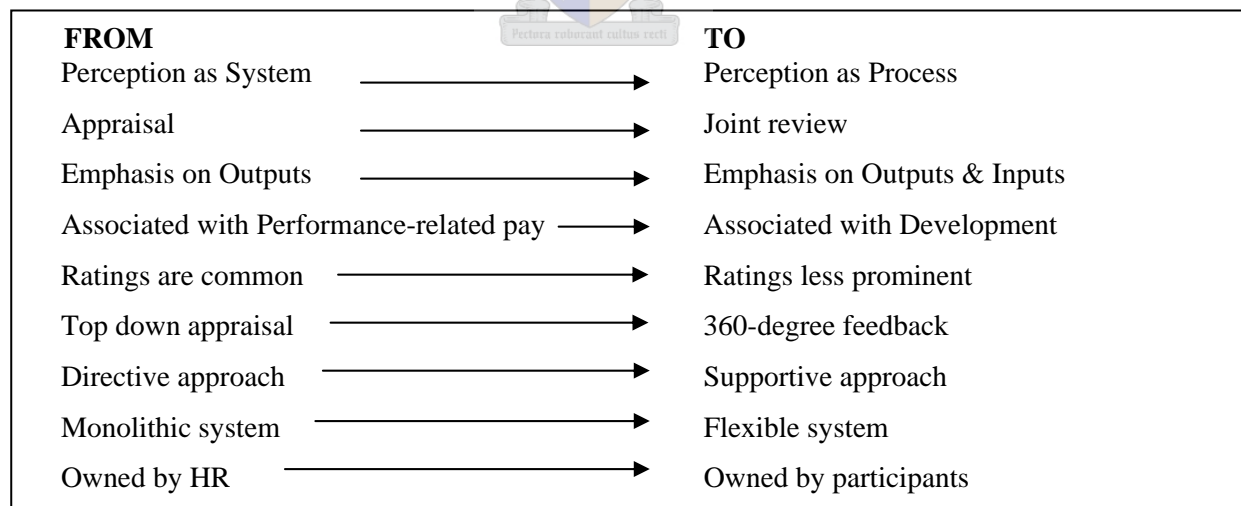 Pectora roborant cultus recti
FROM TO
Perception as System Perception as Process
Appraisal Joint review
Emphasis on Outputs Emphasis on Outputs & Inputs
Associated with Performance-related pay Associated with Development
Ratings are common Ratings less prominent
Top down appraisal 360-degree feedback
Directive approach Supportive approach
Monolithic system Flexible system
Owned by HR Owned by participants